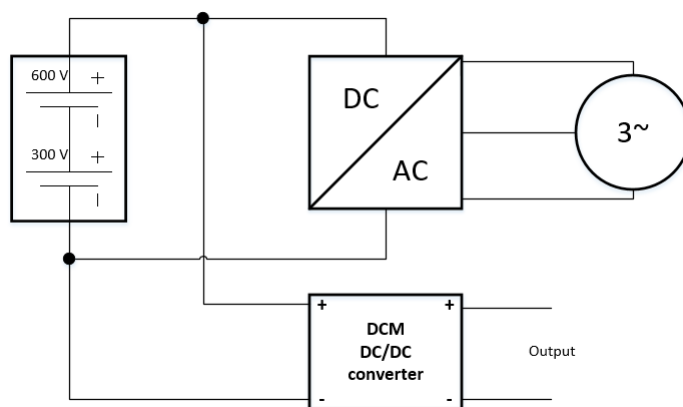 600 V +
300 V +
DC
AC
3~
+ +
DCM
DC/DC
converter
- -
Output